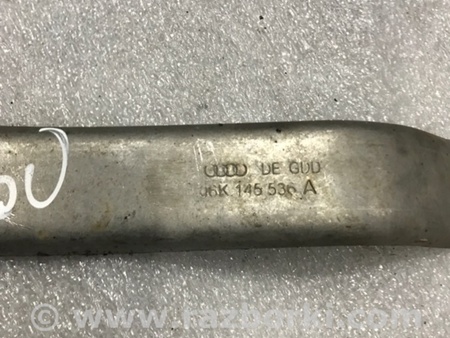 DE GUD
06K 145 536 A
© www.razborki.com